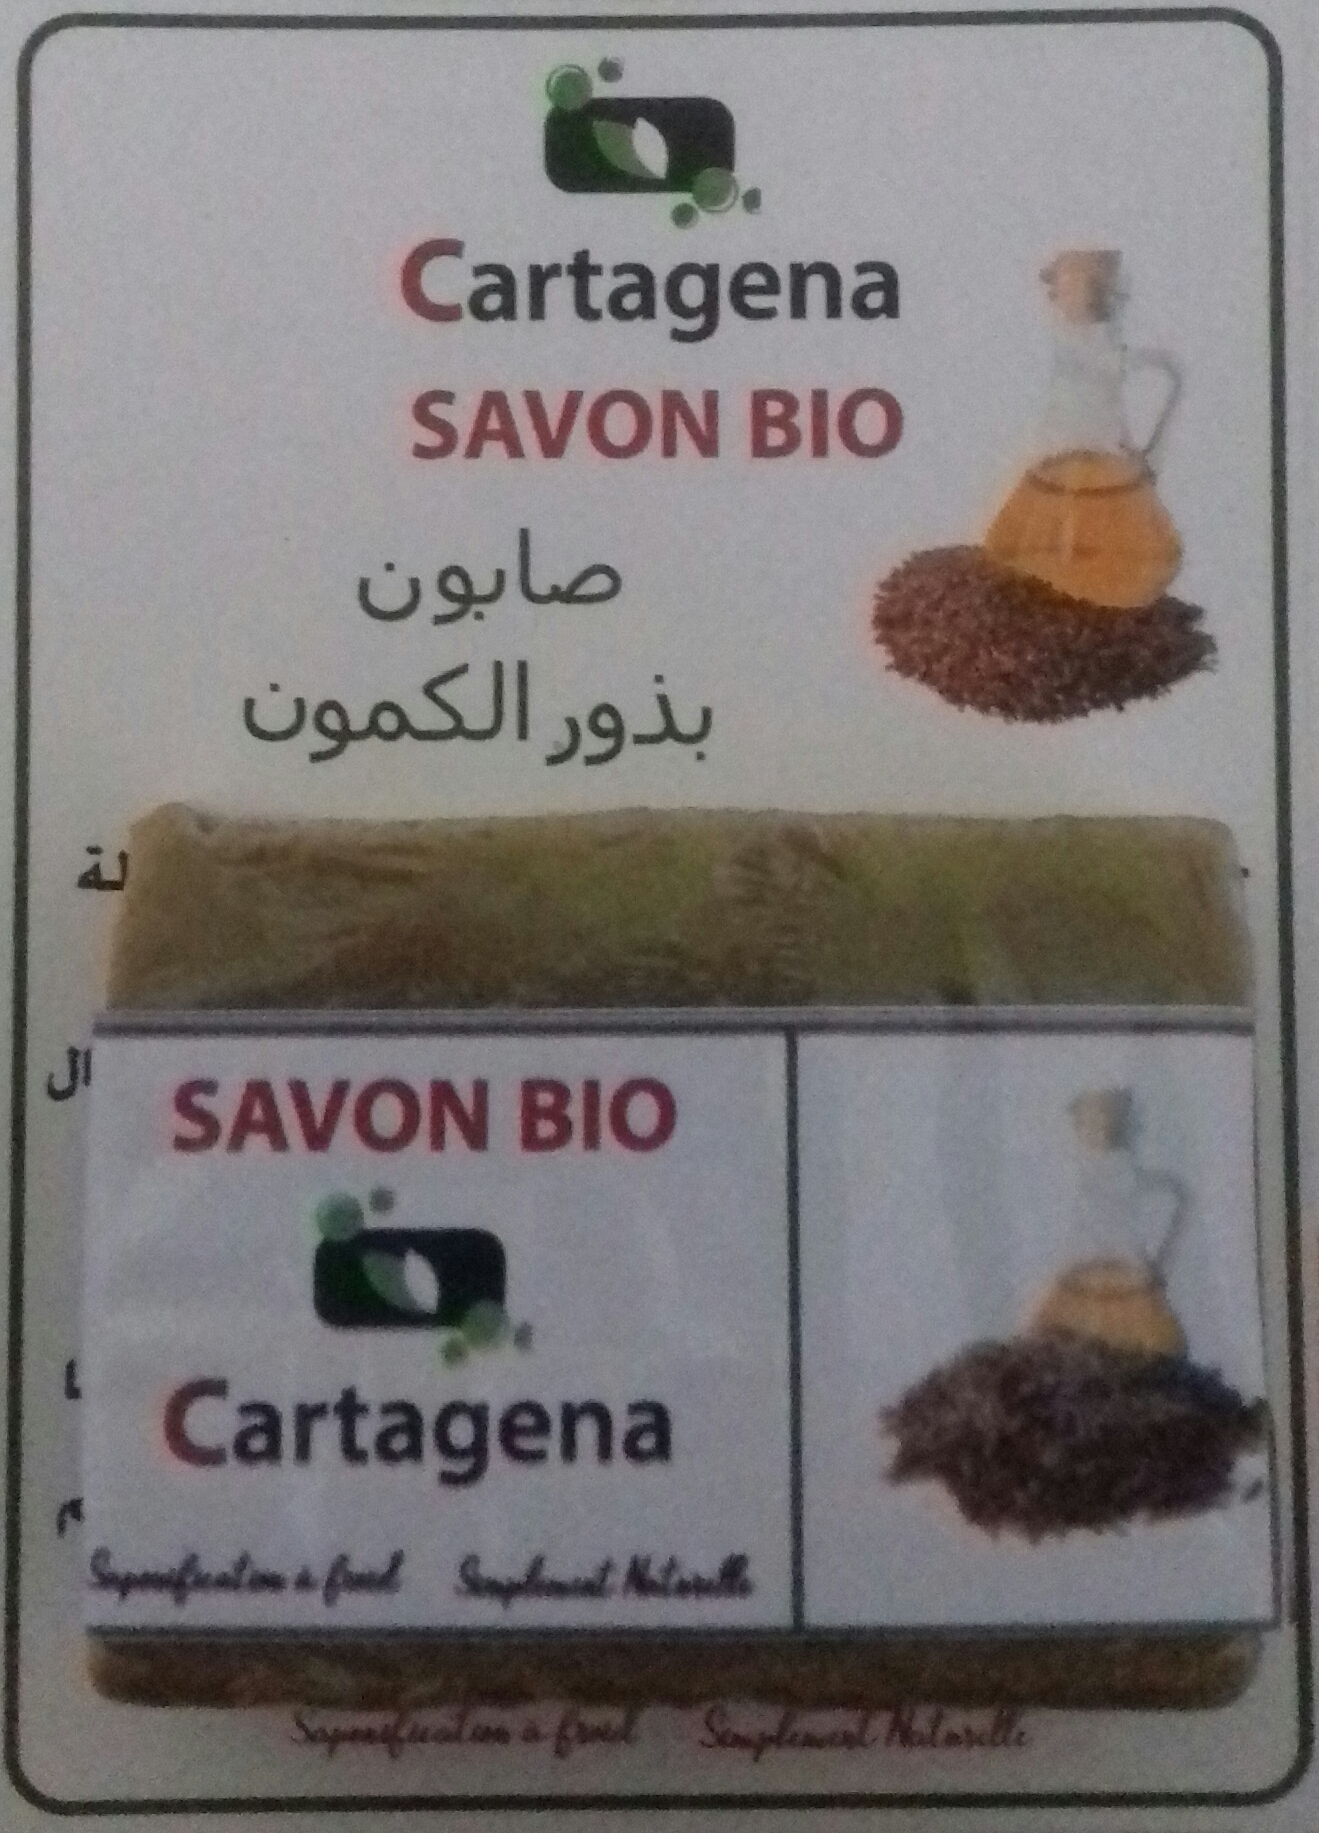 Cartagena
SAVON BIO
صابون
بذور الكمون
لة
ال
SAVON BIO
Cartagena
Saponification à froid Simplement Naturelle
Saponification à froid Simplement Naturelle